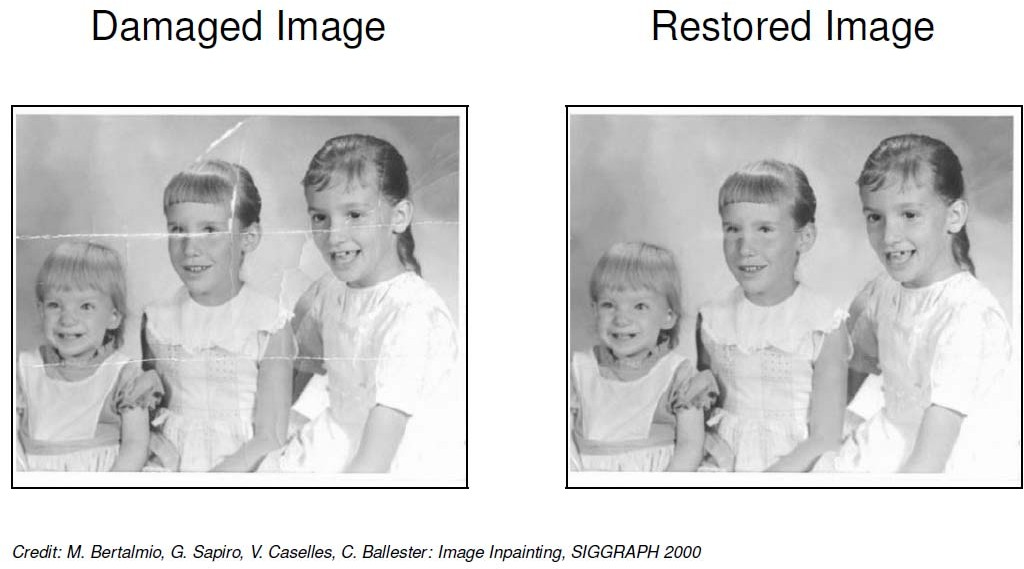 Damaged Image
Restored Image
Credit: M. Bertalmio, G. Sapiro, V. Caselles, C. Ballester: Image Inpainting, SIGGRAPH 2000